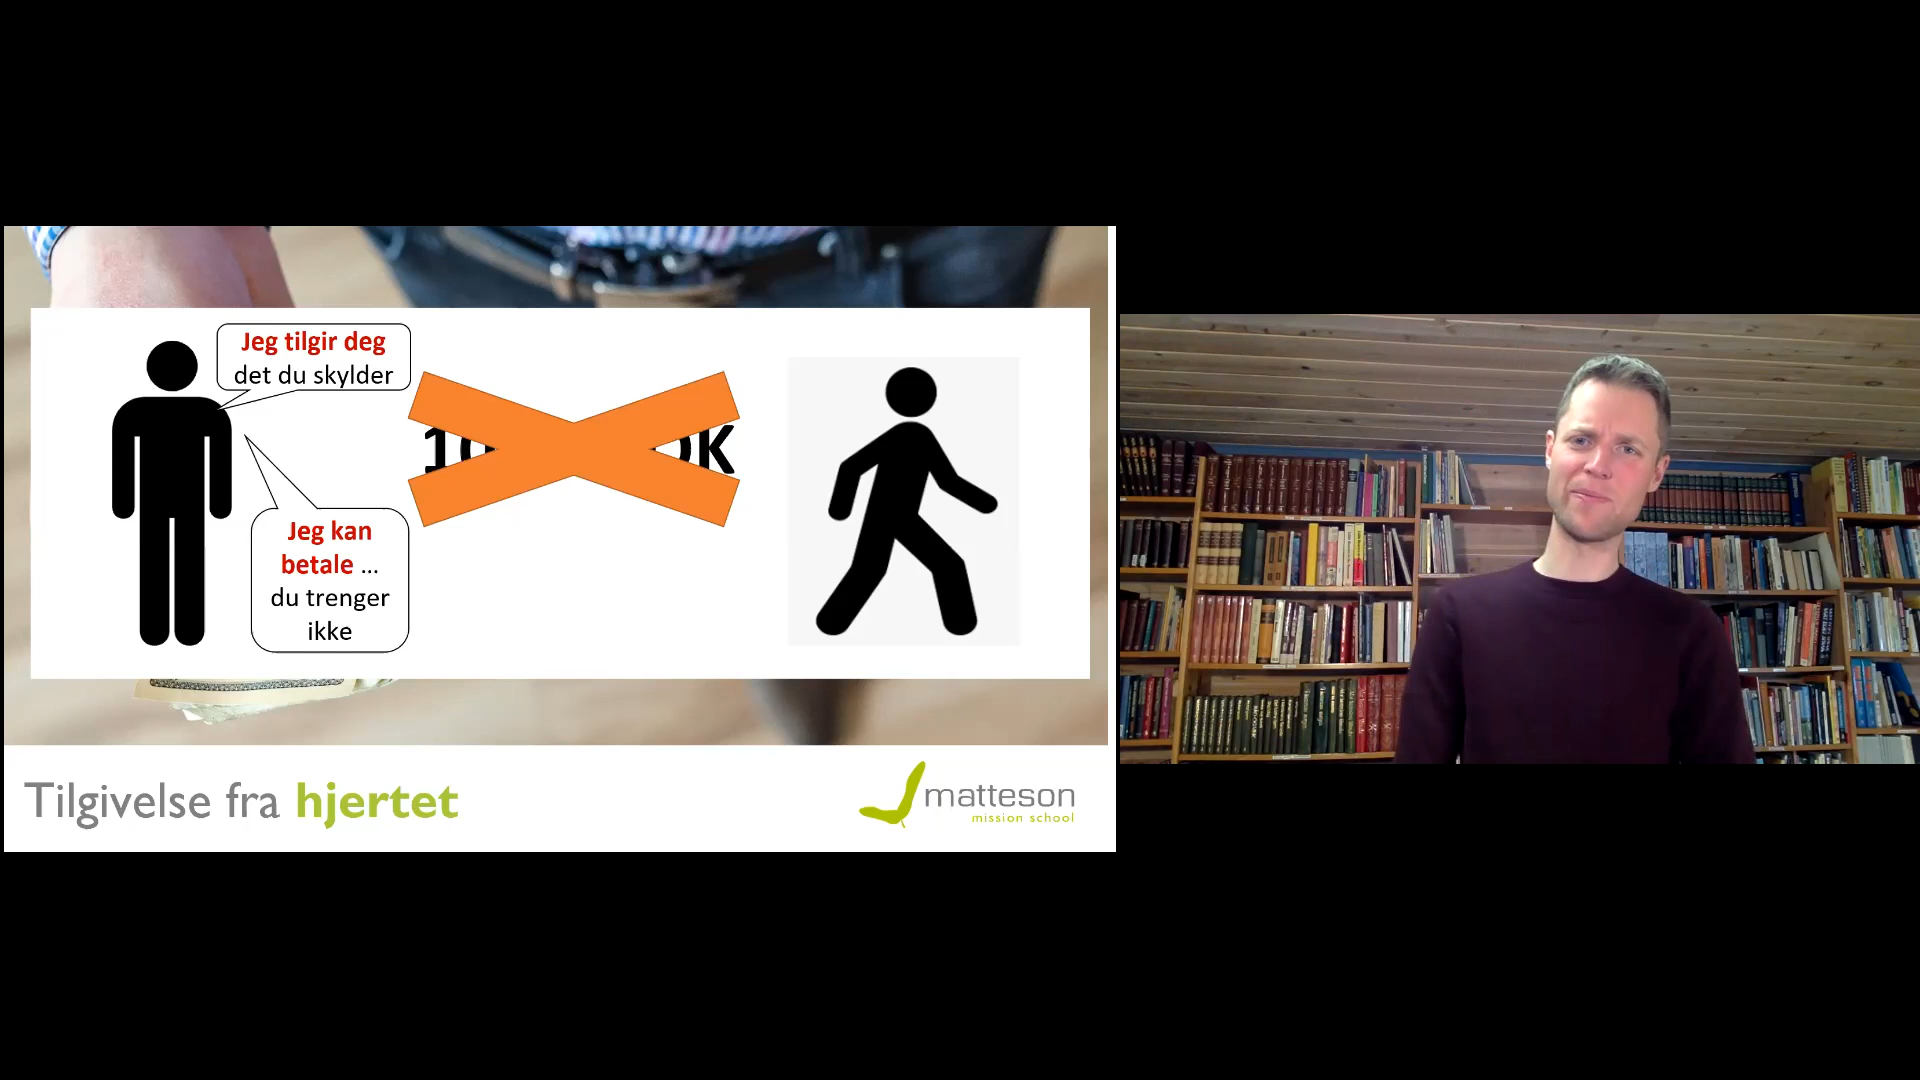 Jeg tilgir deg
det du skylder
Jeg kan
betale ...
du trenger
ikke
Tilgivelse fra hjertet
matteson
mission school